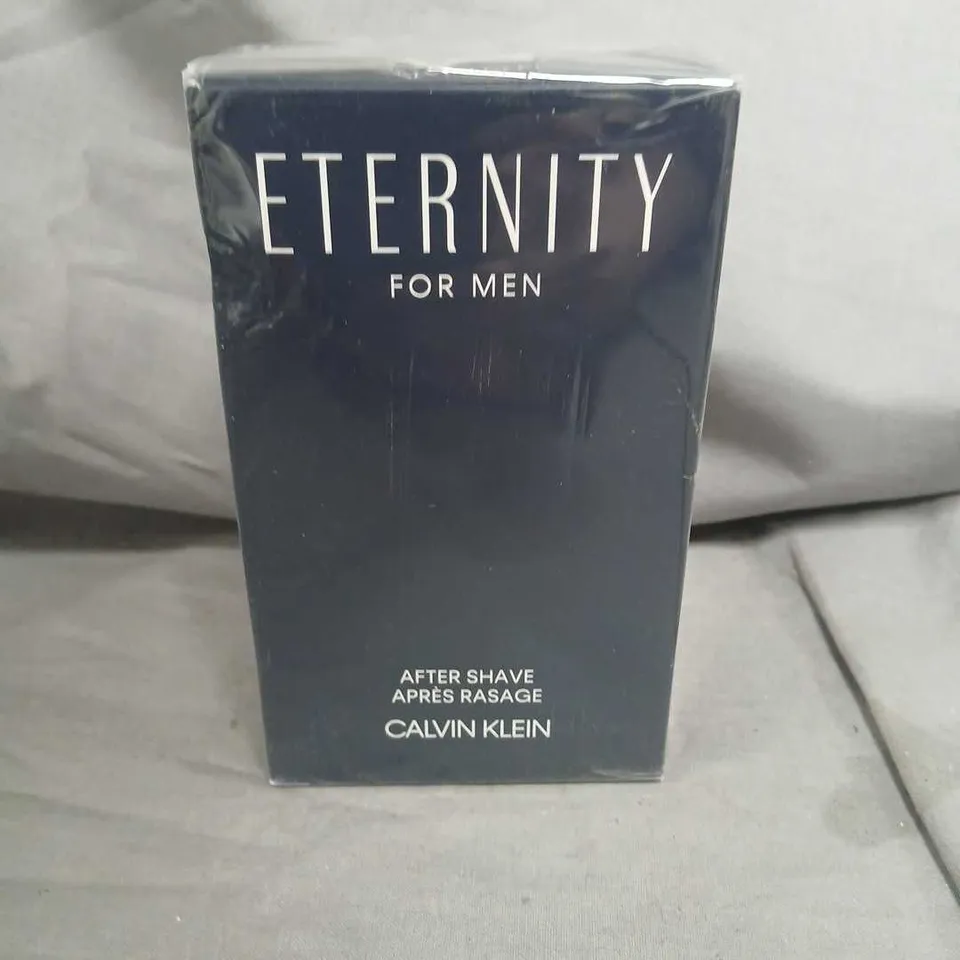 ETERNITY
FOR MEN
AFTER SHAVE
APRÈS RASAGE
CALVIN KLEIN